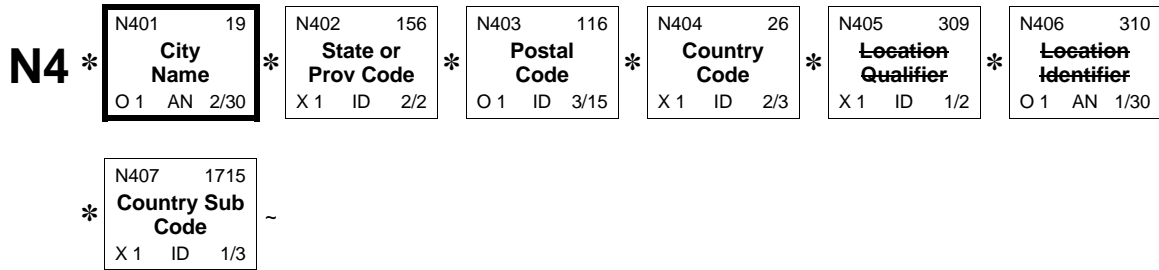 N4 * N401 19 * N402 156 * N403 116 * N404 26 * N405 309 * N406 310
City Name State or Prov Code Postal Code Country Code Location Qualifier Location Identifier
O 1 AN 2/30 X 1 ID 2/2 O 1 ID 3/15 X 1 ID 2/3 X 1 ID 1/2 O 1 AN 1/30
* N407 1715
Country Sub
Code ~
X 1 ID 1/3